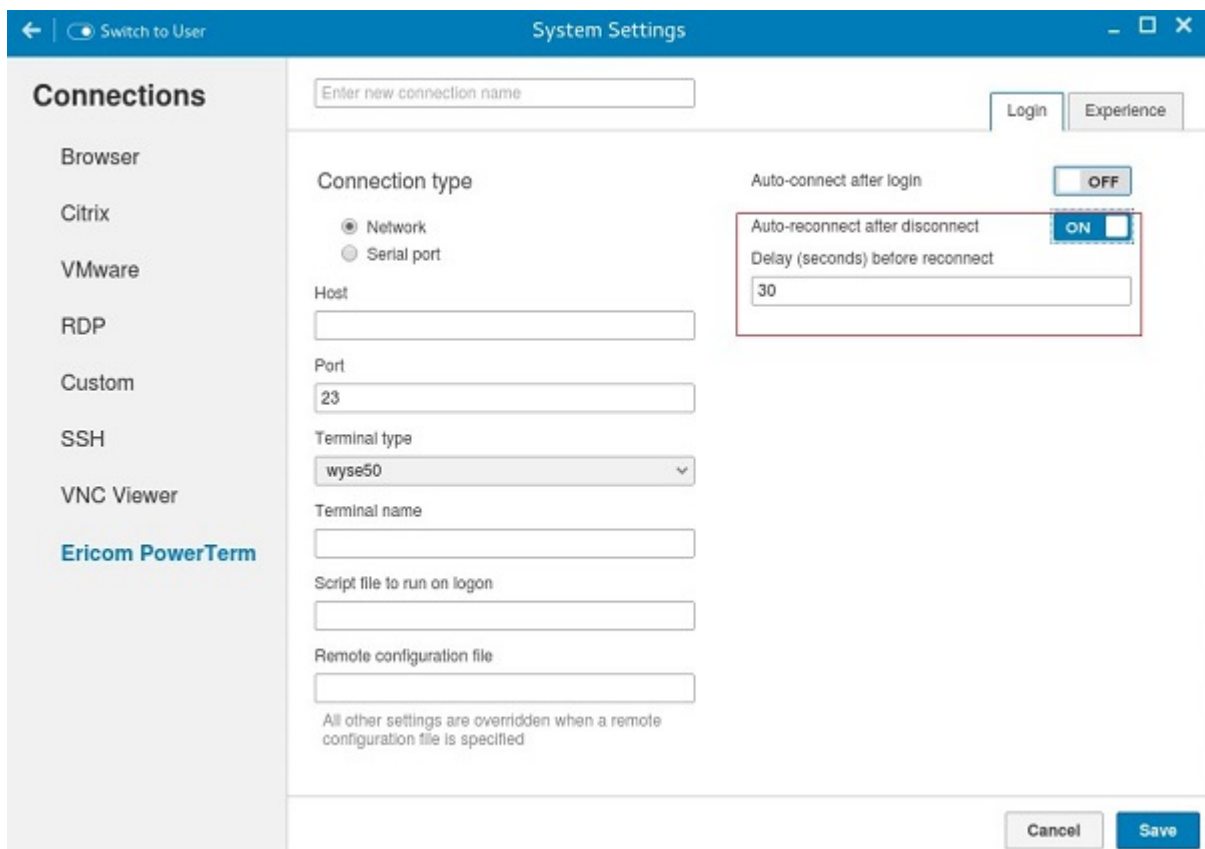 Switch to User
System Settings
Connections
Browser
Citrix
VMware
RDP
Custom
SSH
VNC Viewer
Ericom PowerTerm
Enter new connection name
Login
Experience
Connection type
Network
Serial port
Host
Port
23
Terminal type
wyse50
Terminal name
Script file to run on logon
Remote configuration file
All other settings are overridden when a remote
configuration file is specified
Auto-connect after login
OFF
Auto-reconnect after disconnect
ON
Delay (seconds) before reconnect
30
Cancel
Save